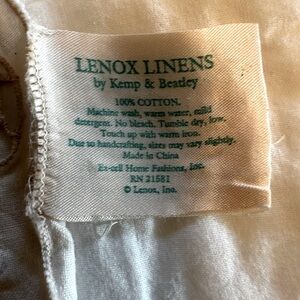 LENOX LINENS
by Kemp & Beatley
100% COTTON.
Machine wash, warm water, mild
detergent. No bleach. Tumble dry, low.
Touch up with warm iron.
Due to handcrafting, sizes may vary slightly.
Made in China
Ex-cell Home Fashions, Inc.
RN 21581
© Lenox, Inc.